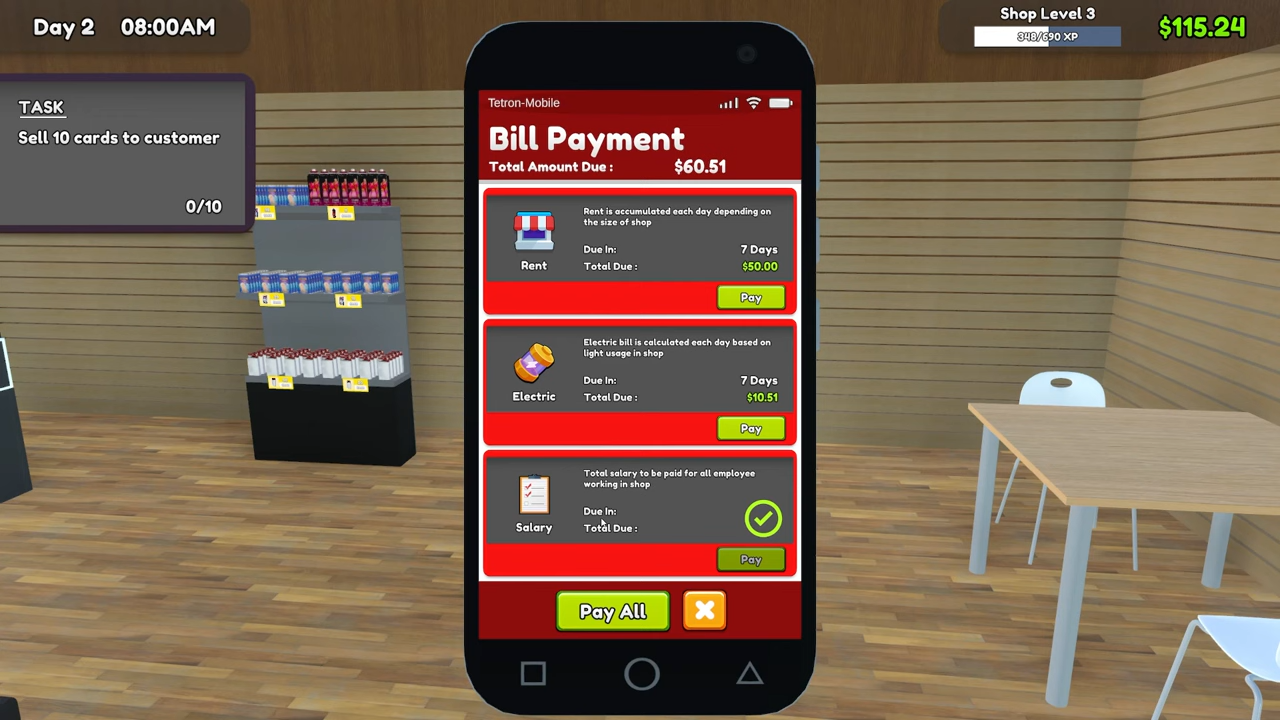 Day 2 08:00AM
Shop Level 3
348/690 XP
$115.24
TASK
Sell 10 cards to customer
0/10
Tetron-Mobile
Bill Payment
Total Amount Due : $60.51
Rent is accumulated each day depending on
the size of shop
Due In: 7 Days
Total Due : $50.00
Rent
Pay
Electric bill is calculated each day based on
light usage in shop
Due In: 7 Days
Total Due : $10.51
Electric
Pay
Total salary to be paid for all employee
working in shop
Due In:
Total Due :
Salary
Pay
Pay All